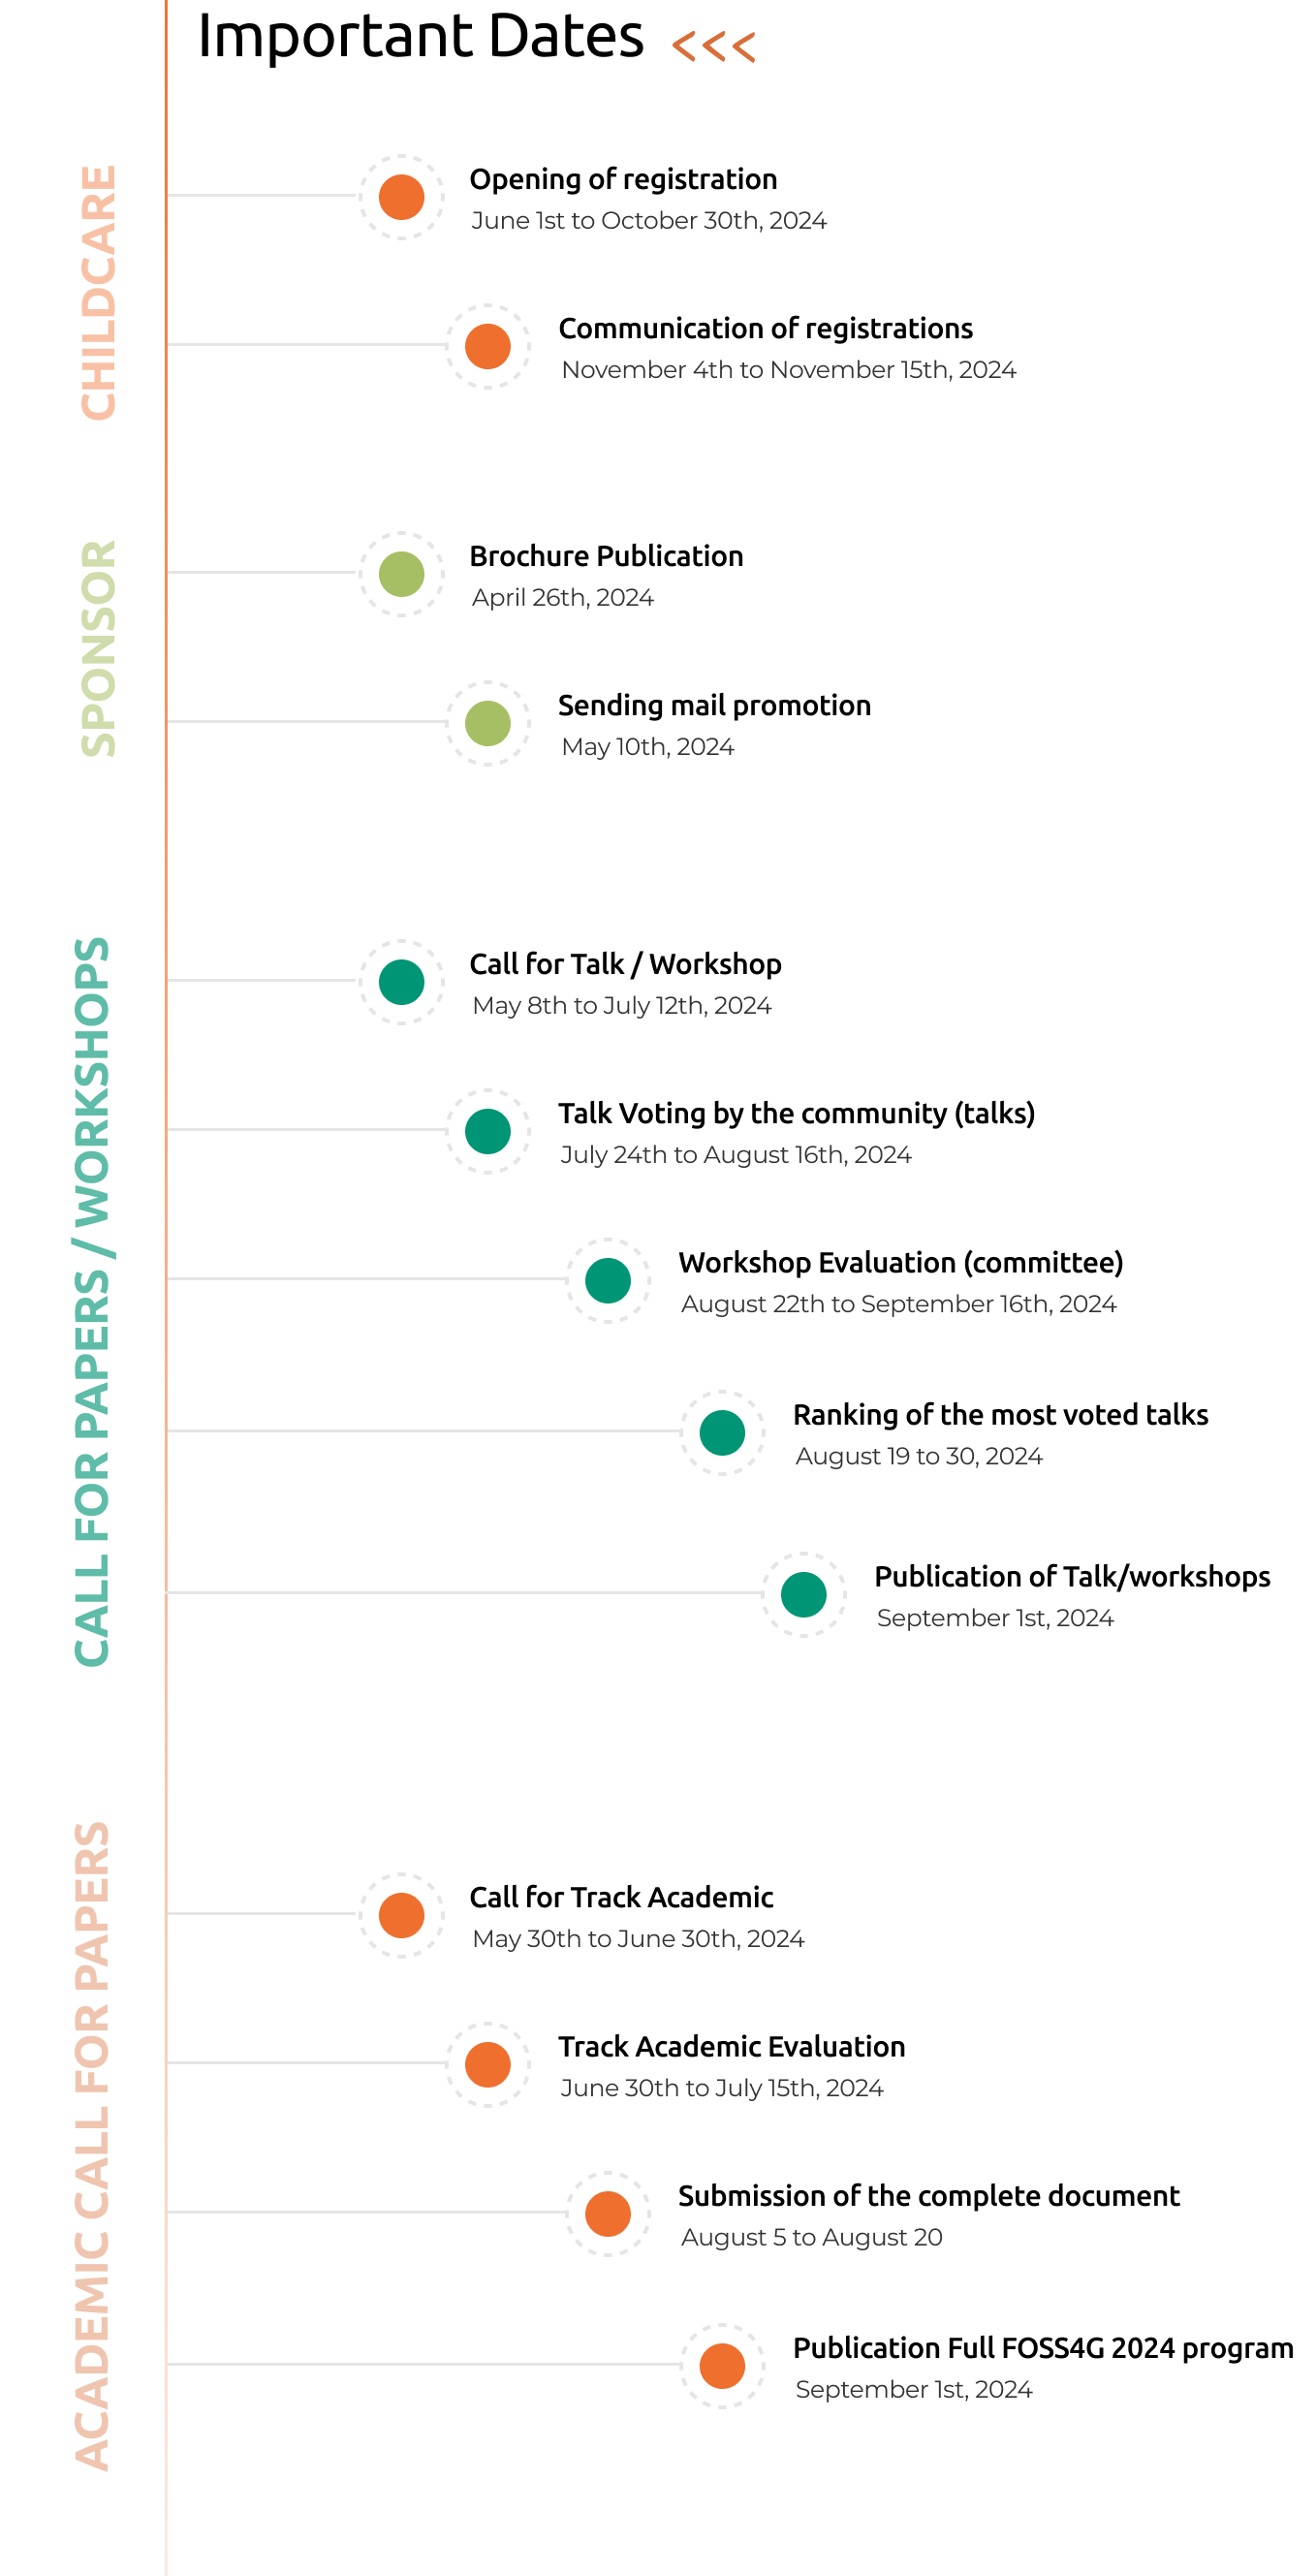 Important Dates <<<
CHILDCARE
Opening of registration
June 1st to October 30th, 2024
Communication of registrations
November 4th to November 15th, 2024
SPONSOR
Brochure Publication
April 26th, 2024
Sending mail promotion
May 10th, 2024
CALL FOR PAPERS / WORKSHOPS
Call for Talk / Workshop
May 8th to July 12th, 2024
Talk Voting by the community (talks)
July 24th to August 16th, 2024
Workshop Evaluation (committee)
August 22th to September 16th, 2024
Ranking of the most voted talks
August 19 to 30, 2024
Publication of Talk/workshops
September 1st, 2024
ACADEMIC CALL FOR PAPERS
Call for Track Academic
May 30th to June 30th, 2024
Track Academic Evaluation
June 30th to July 15th, 2024
Submission of the complete document
August 5 to August 20
Publication Full FOSS4G 2024 program
September 1st, 2024